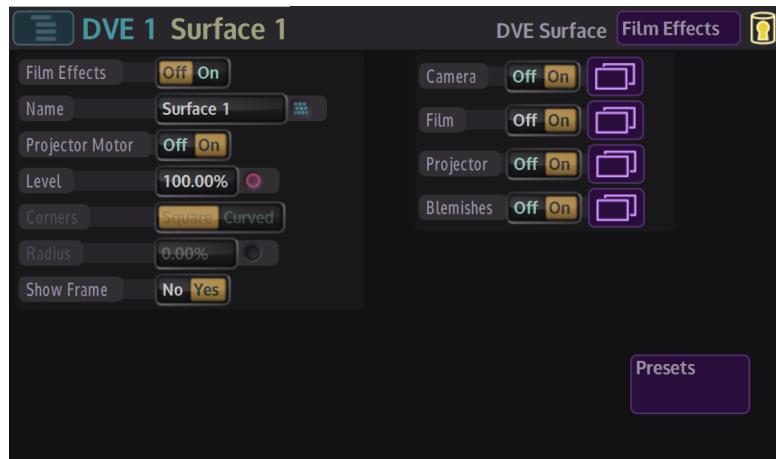 DVE 1 Surface 1 DVE Surface Film Effects
Film Effects Off On
Name Surface 1
Projector Motor Off On
Level 100.00%
Corners Square Curved
Radius 0.00%
Show Frame No Yes
Camera Off On
Film Off On
Projector Off On
Blemishes Off On
Presets